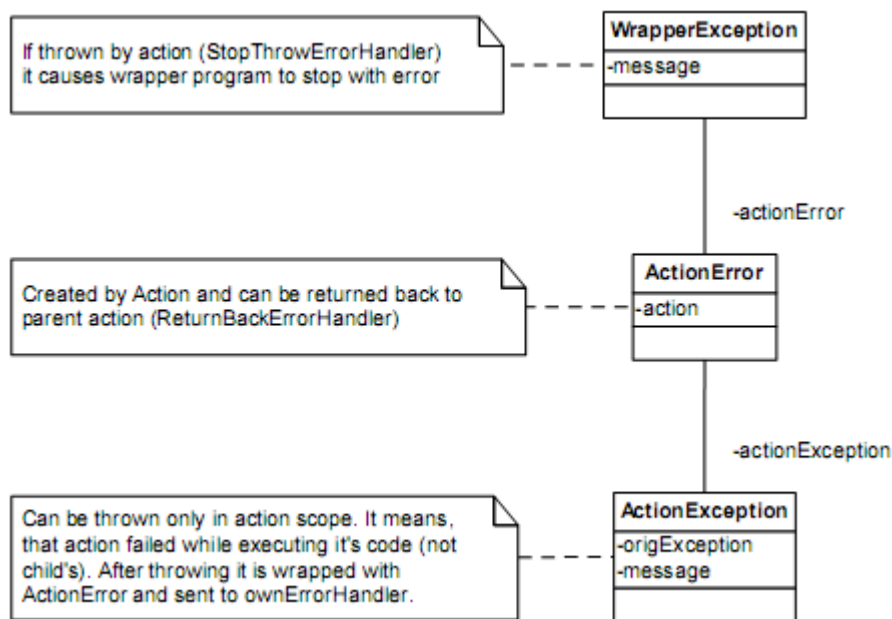 If thrown by action (StopThrowErrorHandler)
it causes wrapper program to stop with error
WrapperException
-message
-actionError
Created by Action and can be returned back to
parent action (ReturnBackErrorHandler)
ActionError
-action
-actionException
Can be thrown only in action scope. It means,
that action failed while executing it's code (not
child's). After throwing it is wrapped with
ActionError and sent to ownErrorHandler.
ActionException
-origException
-message